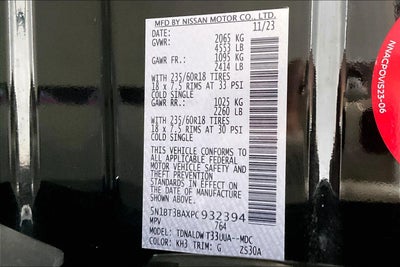 MFD BY NISSAN MOTOR CO., LTD.
DATE: 11/23
GVWR: 2065 KG
4553 LB
GAWR FR.: 1095 KG
2414 LB
WITH 235/60R18 TIRES
18 x 7.5 RIMS AT 33 PSI
COLD SINGLE
GAWR RR.: 1025 KG
2260 LB
WITH 235/60R18 TIRES
18 x 7.5 RIMS AT 30 PSI
COLD SINGLE
THIS VEHICLE CONFORMS TO
ALL APPLICABLE FEDERAL
MOTOR VEHICLE SAFETY AND
THEFT PREVENTION
STANDARDS IN EFFECT ON
THE DATE OF MANUFACTURE
SHOWN ABOVE.
5N1BT3BAXPC932394
MPV 764
MODEL: TDNALDWT33UUA--MDC
COLOR: KH3 TRIM: G ZS30A
NNACPOVIS23-06